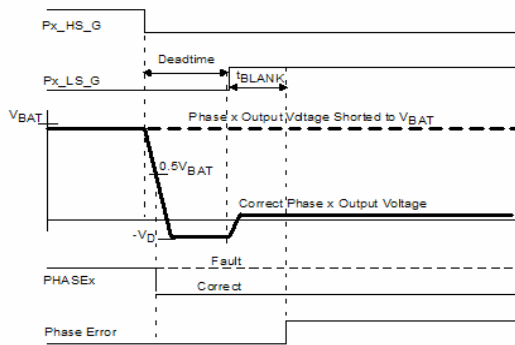 Px_HS_G
Deadtime
tBLANK
Px_LS_G
VBAT
Phase x Output Voltage Shorted to VBAT
0.5VBAT
Correct Phase x Output Voltage
-VD
Fault
PHASEx
Correct
Phase Error